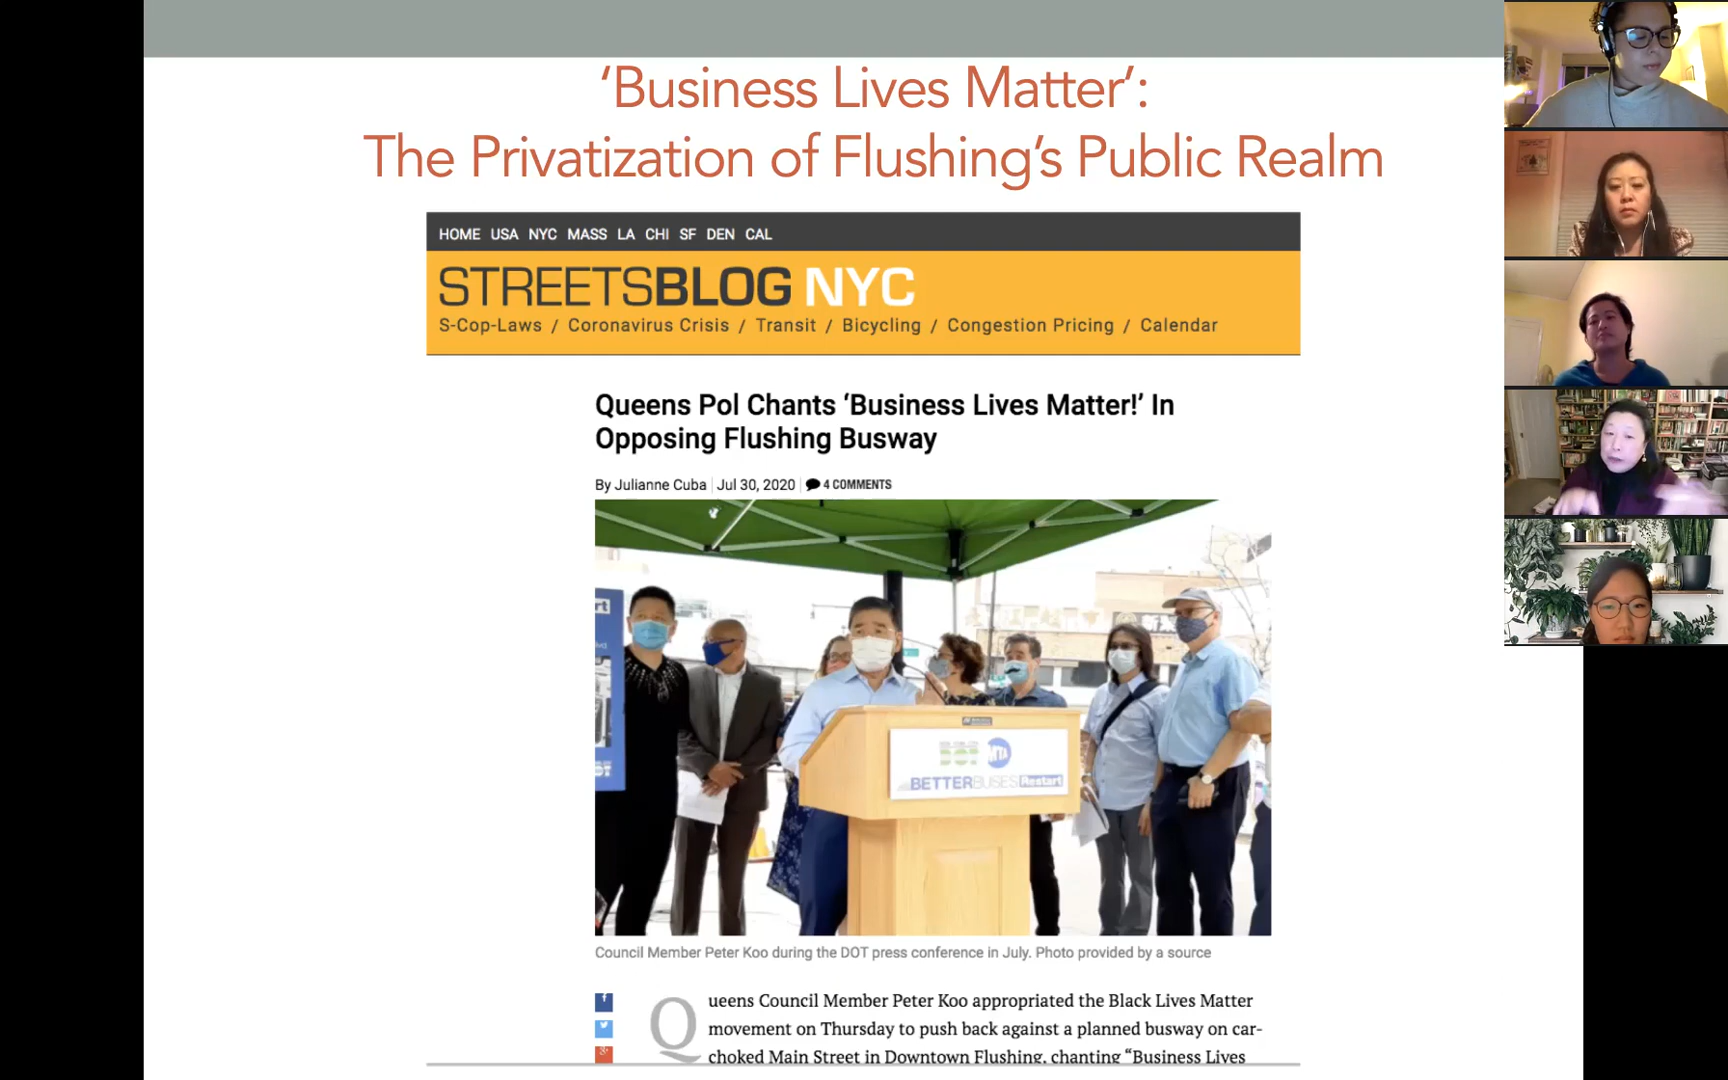 ‘Business Lives Matter’:
The Privatization of Flushing’s Public Realm
HOME USA NYC MASS LA CHI SF DEN CAL
STREETSBLOG NYC
S-Cop-Laws / Coronavirus Crisis / Transit / Bicycling / Congestion Pricing / Calendar
Queens Pol Chants ‘Business Lives Matter!’ In
Opposing Flushing Busway
By Julianne Cuba | Jul 30, 2020 | 4 COMMENTS
DOT MTA
BETTERBUSES Restart
Council Member Peter Koo during the DOT press conference in July. Photo provided by a source
Queens Council Member Peter Koo appropriated the Black Lives Matter
movement on Thursday to push back against a planned busway on car-
choked Main Street in Downtown Flushing, chanting “Business Lives